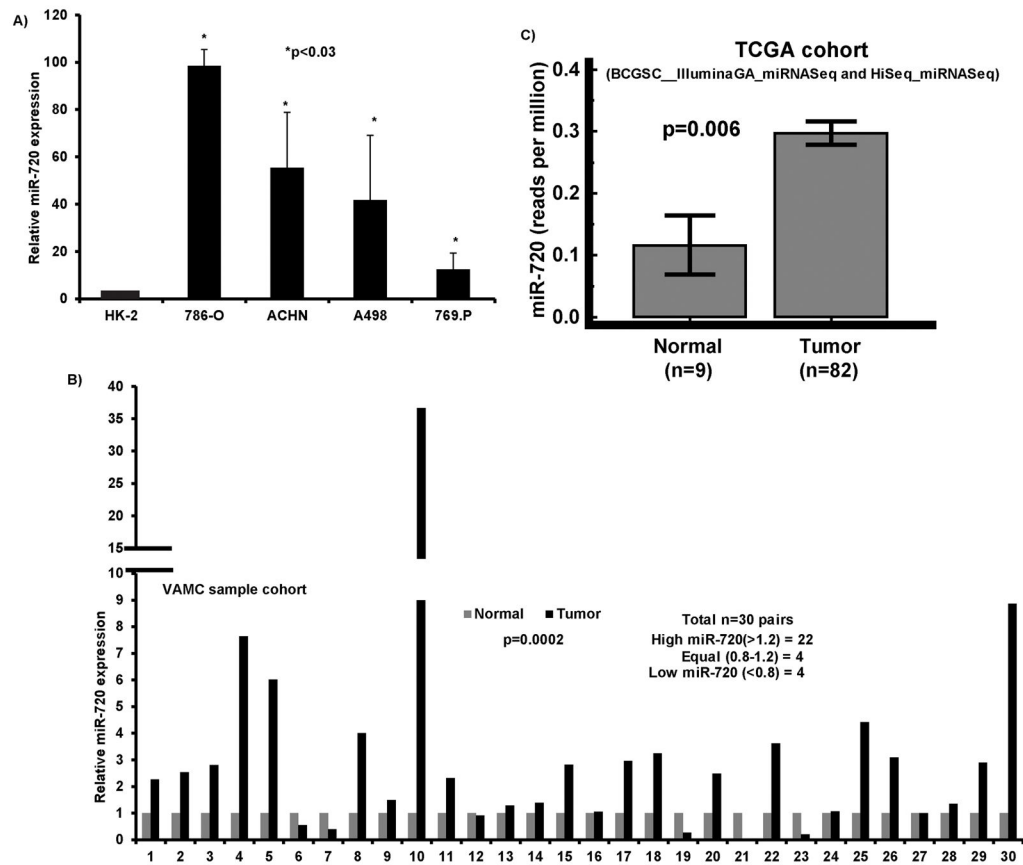 A)
120
100
80
60
40
20
0
Relative miR-720 expression
*
*p<0.03
*
*
*
HK-2 786-O ACHN A498 769.P
C)
TCGA cohort
(BCGSC__IlluminaGA_miRNASeq and HiSeq_miRNASeq)
p=0.006
0.4
0.3
0.2
0.1
0.0
miR-720 (reads per million)
Normal Tumor
(n=9) (n=82)
B)
40
35
30
25
20
15
10
9
8
7
6
5
4
3
2
1
0
Relative miR-720 expression
VAMC sample cohort
Normal Tumor
p=0.0002
Total n=30 pairs
High miR-720(>1.2) = 22
Equal (0.8-1.2) = 4
Low miR-720 (<0.8) = 4
1 2 3 4 5 6 7 8 9 10 11 12 13 14 15 16 17 18 19 20 21 22 23 24 25 26 27 28 29 30